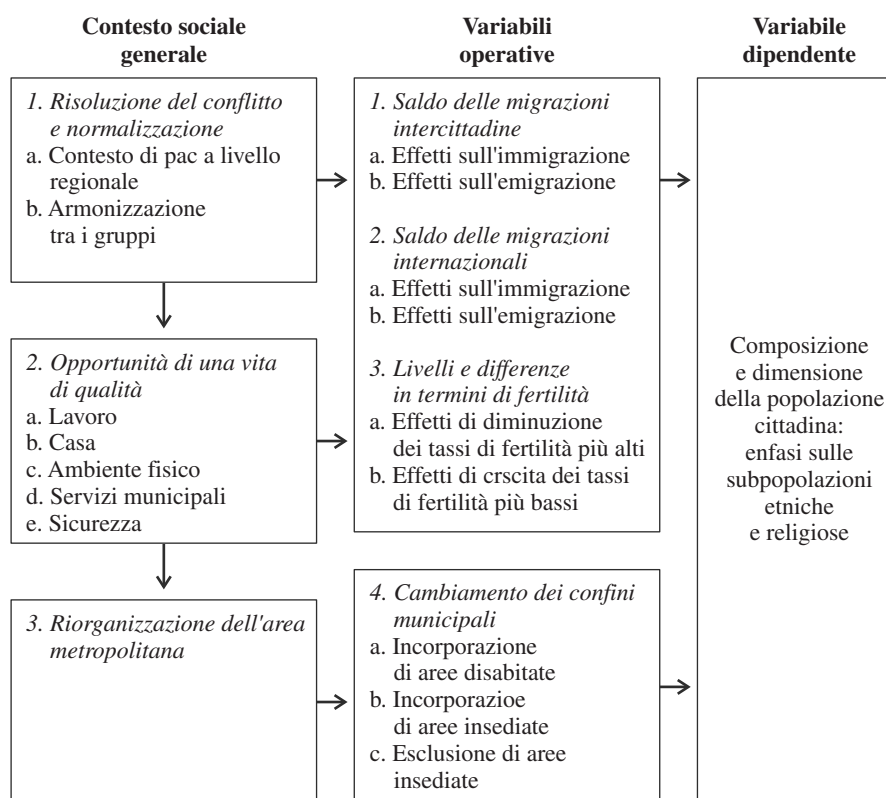 Contesto sociale
generale
Variabili
operative
Variabile
dipendente
1. Risoluzione del conflitto
e normalizzazione
a. Contesto di pac a livello
regionale
b. Armonizzazione
tra i gruppi
2. Opportunità di una vita
di qualità
a. Lavoro
b. Casa
c. Ambiente fisico
d. Servizi municipali
e. Sicurezza
3. Riorganizzazione dell'area
metropolitana
1. Saldo delle migrazioni
intercittadine
a. Effetti sull'immigrazione
b. Effetti sull'emigrazione
2. Saldo delle migrazioni
internazionali
a. Effetti sull'immigrazione
b. Effetti sull'emigrazione
3. Livelli e differenze
in termini di fertilità
a. Effetti di diminuzione
dei tassi di fertilità più alti
b. Effetti di crscita dei tassi
di fertilità più bassi
4. Cambiamento dei confini
municipali
a. Incorporazione
di aree disabitate
b. Incorporazioe
di aree insediate
c. Esclusione di aree
insediate
Composizione
e dimensione
della popolazione
cittadina:
enfasi sulle
subpopolazioni
etniche
e religiose